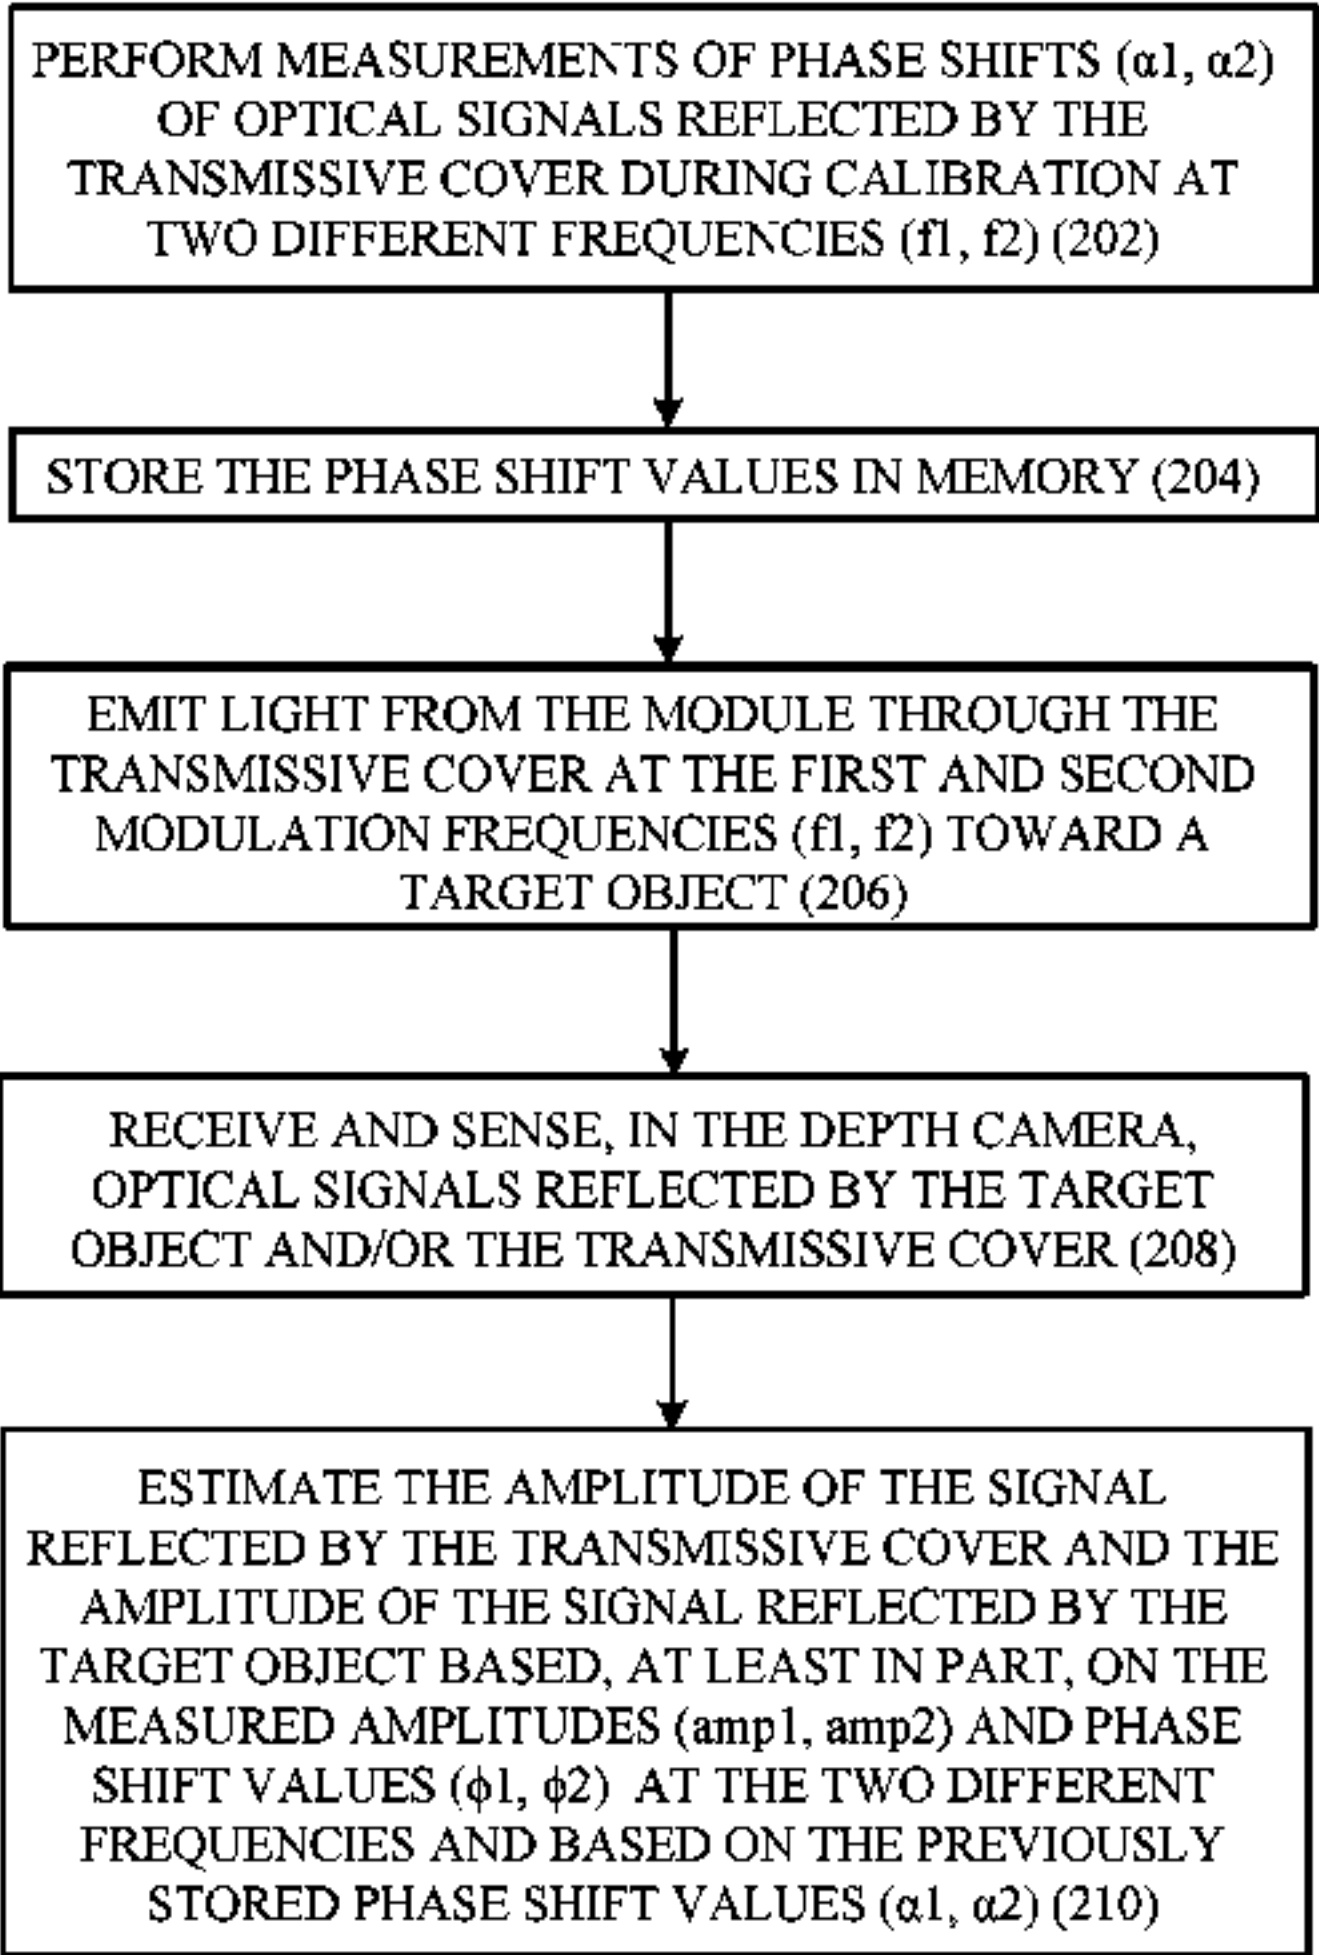 PERFORM MEASUREMENTS OF PHASE SHIFTS (α1, α2)
OF OPTICAL SIGNALS REFLECTED BY THE
TRANSMISSIVE COVER DURING CALIBRATION AT
TWO DIFFERENT FREQUENCIES (f1, f2) (202)
STORE THE PHASE SHIFT VALUES IN MEMORY (204)
EMIT LIGHT FROM THE MODULE THROUGH THE
TRANSMISSIVE COVER AT THE FIRST AND SECOND
MODULATION FREQUENCIES (f1, f2) TOWARD A
TARGET OBJECT (206)
RECEIVE AND SENSE, IN THE DEPTH CAMERA,
OPTICAL SIGNALS REFLECTED BY THE TARGET
OBJECT AND/OR THE TRANSMISSIVE COVER (208)
ESTIMATE THE AMPLITUDE OF THE SIGNAL
REFLECTED BY THE TRANSMISSIVE COVER AND THE
AMPLITUDE OF THE SIGNAL REFLECTED BY THE
TARGET OBJECT BASED, AT LEAST IN PART, ON THE
MEASURED AMPLITUDES (amp1, amp2) AND PHASE
SHIFT VALUES (ϕ1, ϕ2) AT THE TWO DIFFERENT
FREQUENCIES AND BASED ON THE PREVIOUSLY
STORED PHASE SHIFT VALUES (α1, α2) (210)